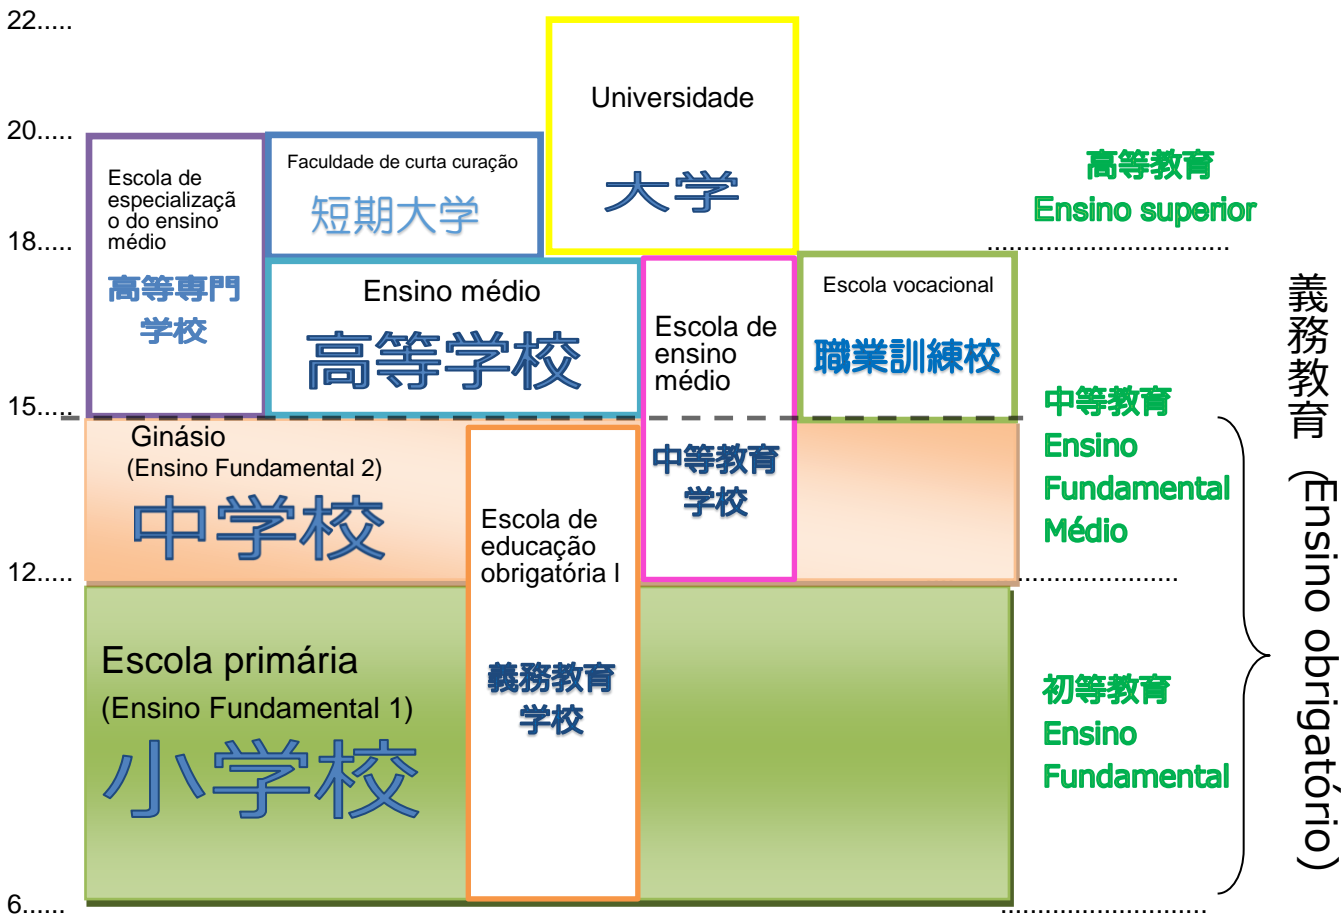 22.....
Universidade
大学
20.....
Escola de
especializaçã
o do ensino
médio
高等専門
学校
Faculdade de curta curação
短期大学
高等教育
Ensino superior
18.....
Ensino médio
高等学校
Escola de
ensino
médio
中等教育
学校
Escola vocacional
職業訓練校
15.....
Ginásio
(Ensino Fundamental 2)
中学校
Escola de
educação
obrigatória I
義務教育
学校
中等教育
Ensino
Fundamental
Médio
12.....
Escola primária
(Ensino Fundamental 1)
小学校
初等教育
Ensino
Fundamental
義務教育 (Ensino obrigatório)
6......